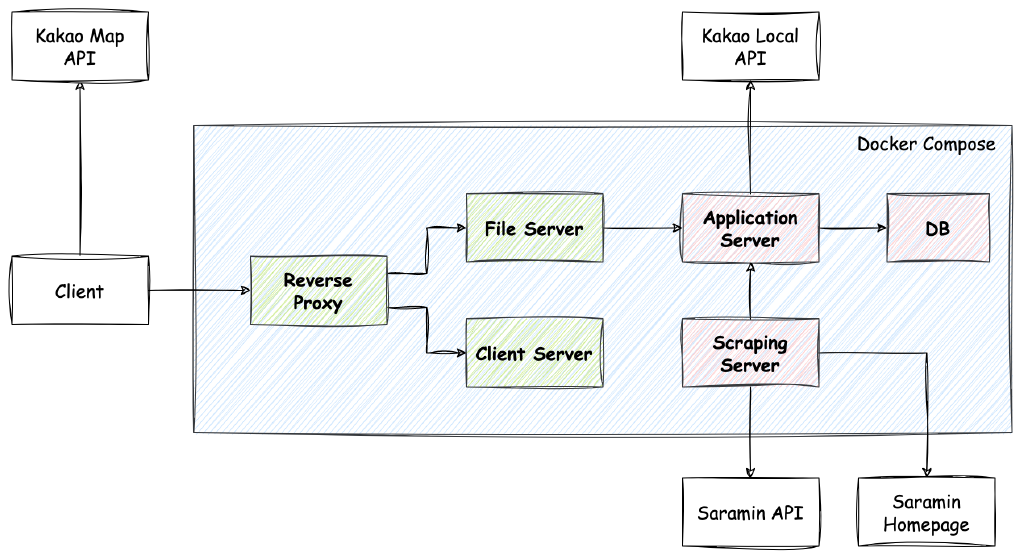 Kakao Map
API
Kakao Local
API
Docker Compose
File Server
Application
Server
DB
Client
Reverse
Proxy
Client Server
Scraping
Server
Saramin API
Saramin
Homepage